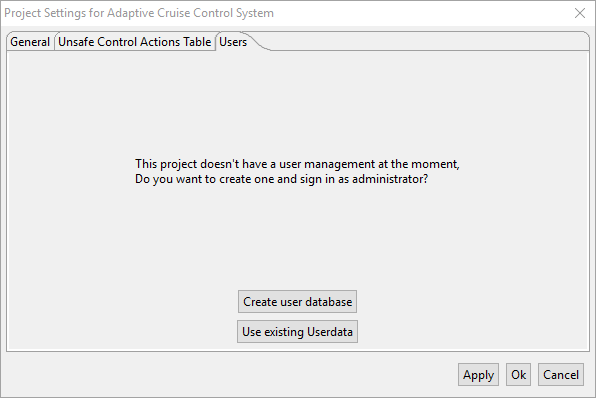 Project Settings for Adaptive Cruise Control System
General Unsafe Control Actions Table Users
This project doesn't have a user management at the moment,
Do you want to create one and sign in as administrator?
Create user database
Use existing Userdata
Apply Ok Cancel